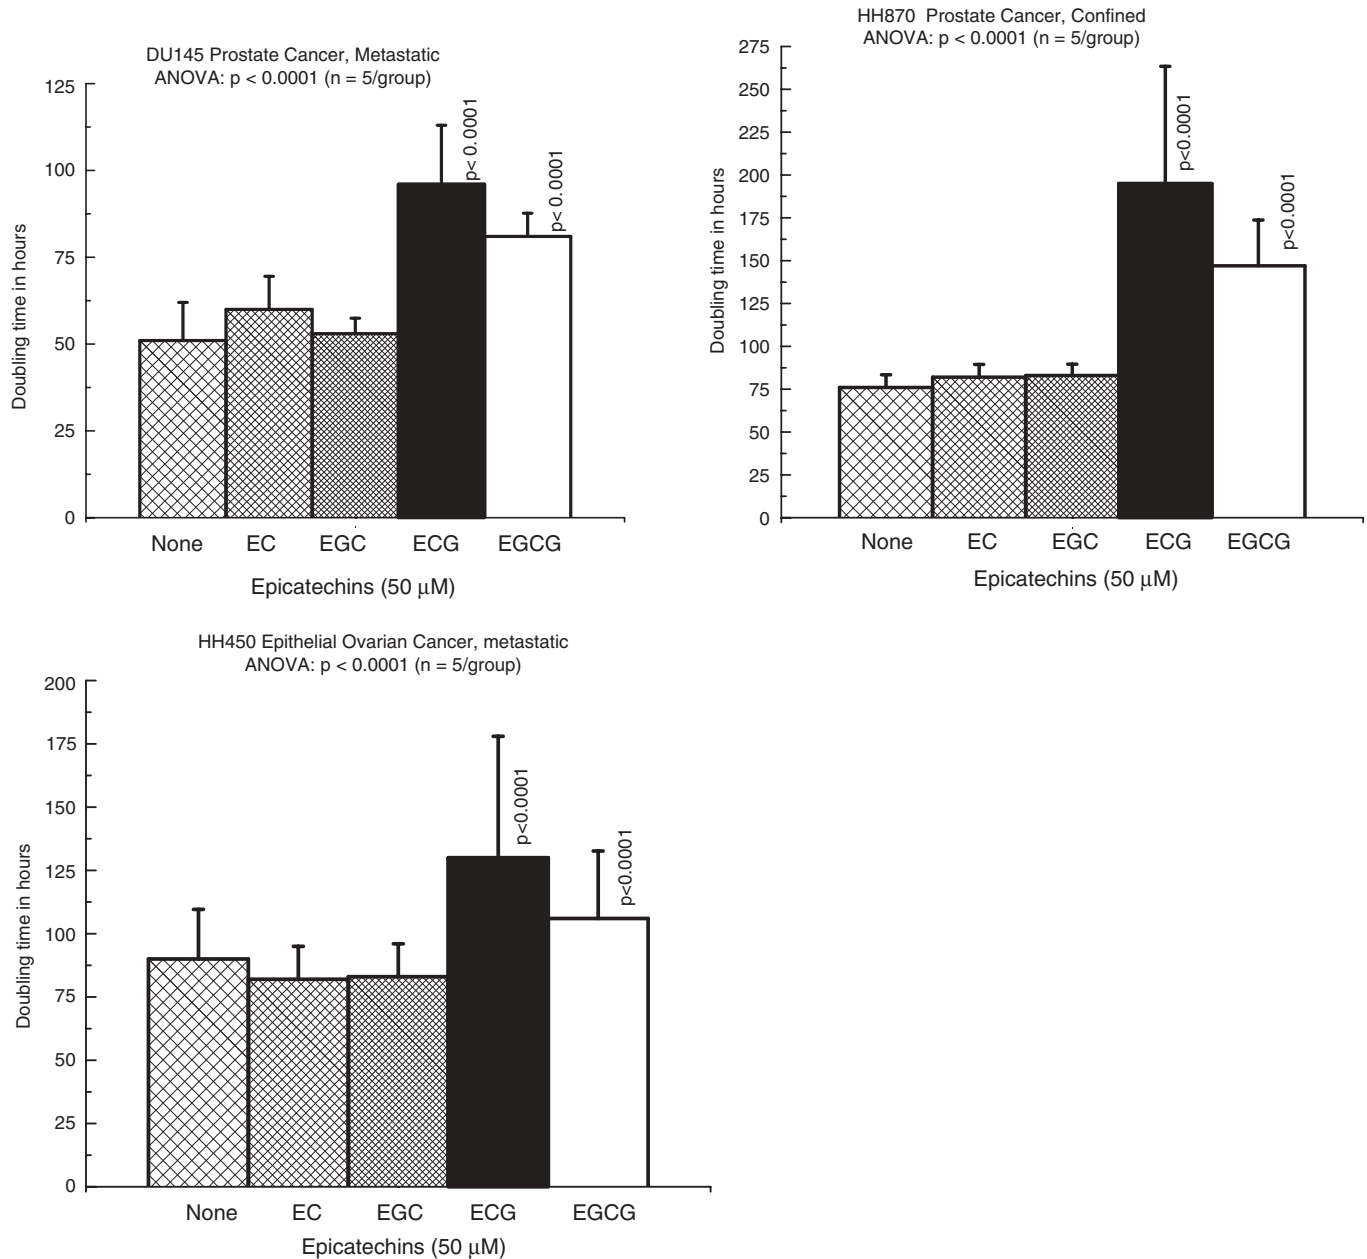 DU145 Prostate Cancer, Metastatic
ANOVA: p < 0.0001 (n = 5/group)
125
100
75
50
25
0
Doubling time in hours
p< 0.0001
p< 0.0001
None EC EGC ECG EGCG
Epicatechins (50 μM)
HH870 Prostate Cancer, Confined
ANOVA: p < 0.0001 (n = 5/group)
275
250
225
200
175
150
125
100
75
50
25
0
Doubling time in hours
p<0.0001
p<0.0001
None EC EGC ECG EGCG
Epicatechins (50 μM)
HH450 Epithelial Ovarian Cancer, metastatic
ANOVA: p < 0.0001 (n = 5/group)
200
175
150
125
100
75
50
25
0
Doubling time in hours
p<0.0001
p<0.0001
None EC EGC ECG EGCG
Epicatechins (50 μM)